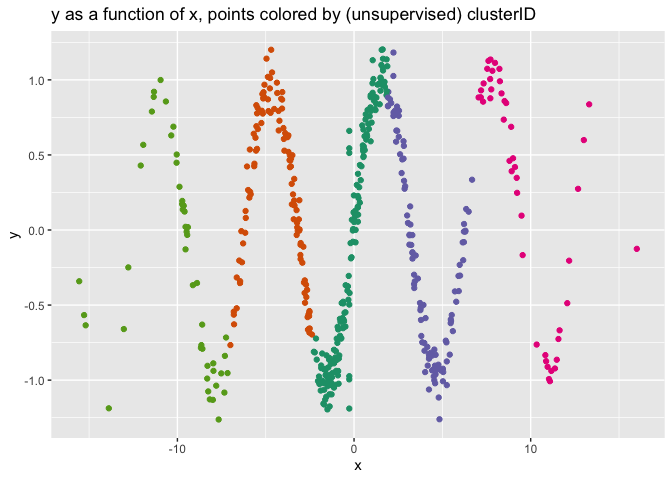 y as a function of x, points colored by (unsupervised) clusterID
1.0
0.5
0.0
-0.5
-1.0
y
-10
0
10
x